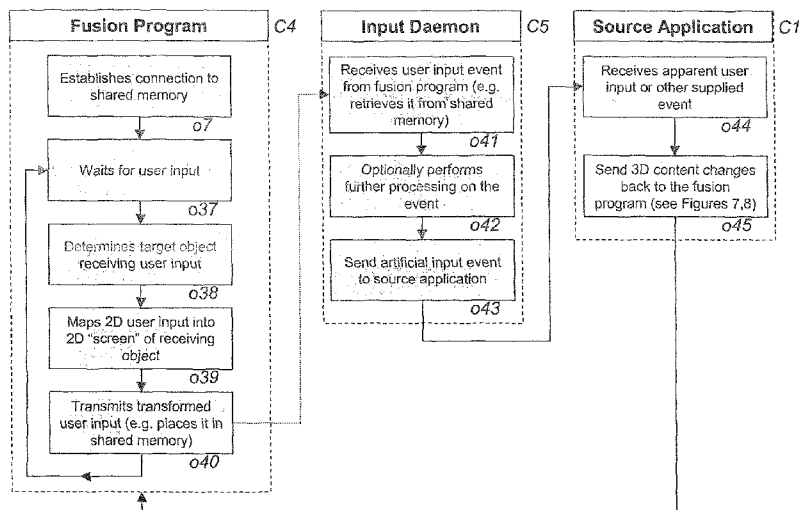 Fusion Program
C4
Establishes connection to
shared memory
o7
Waits for user input
o37
Determines target object
receiving user input
o38
Maps 2D user input into
2D "screen" of receiving
object
o39
Transmits transformed
user input (e.g. places it in
shared memory)
o40
Input Daemon
C5
Receives user input event
from fusion program (e.g.
retrieves it from shared
memory)
o41
Optionally performs
further processing on the
event
o42
Send artificial input event
to source application
o43
Source Application
C1
Receives apparent user
input or other supplied
event
o44
Send 3D content changes
back to the fusion
program (see Figures 7,8)
o45